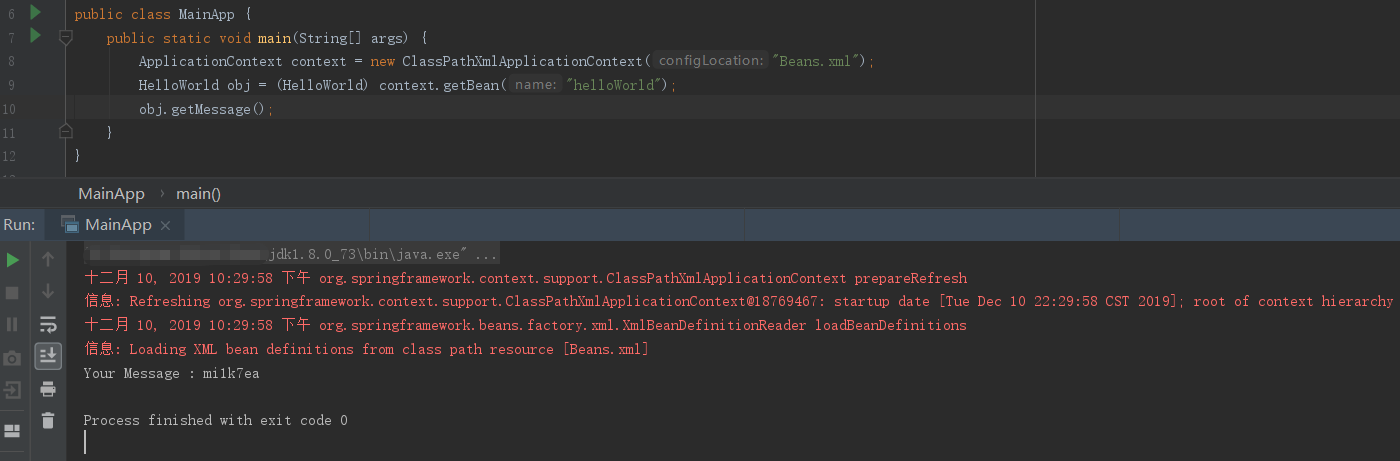 6 public class MainApp {
7 public static void main(String[] args) {
8 ApplicationContext context = new ClassPathXmlApplicationContext( configLocation: "Beans.xml");
9 HelloWorld obj = (HelloWorld) context.getBean( name: "helloWorld");
10 obj.getMessage();
11 }
12 }
MainApp › main()
Run: MainApp ×
jdk1.8.0_73\bin\java.exe" ...
十二月 10, 2019 10:29:58 下午 org.springframework.context.support.ClassPathXmlApplicationContext prepareRefresh
信息: Refreshing org.springframework.context.support.ClassPathXmlApplicationContext@18769467: startup date [Tue Dec 10 22:29:58 CST 2019]; root of context hierarchy
十二月 10, 2019 10:29:58 下午 org.springframework.beans.factory.xml.XmlBeanDefinitionReader loadBeanDefinitions
信息: Loading XML bean definitions from class path resource [Beans.xml]
Your Message : mi1k7ea
Process finished with exit code 0